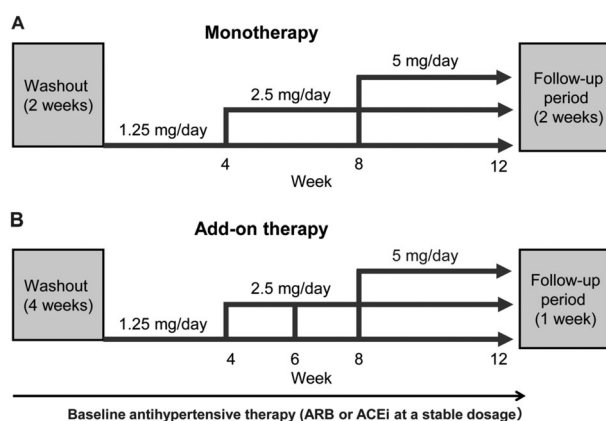 A
Monotherapy
Washout
(2 weeks)
5 mg/day
2.5 mg/day
1.25 mg/day
4
8
12
Week
Follow-up
period
(2 weeks)
B
Add-on therapy
Washout
(4 weeks)
5 mg/day
2.5 mg/day
1.25 mg/day
4
6
8
12
Week
Follow-up
period
(1 week)
Baseline antihypertensive therapy (ARB or ACEi at a stable dosage)